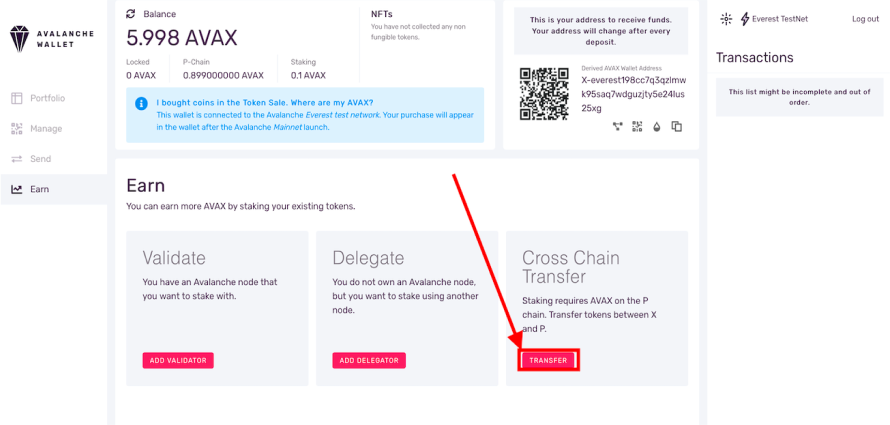 AVALANCHE
WALLET
Portfolio
Manage
Send
Earn
Balance
5.998 AVAX
Locked
0 AVAX
P-Chain
0.899000000 AVAX
Staking
0.1 AVAX
NFTs
You have not collected any non
fungible tokens.
I bought coins in the Token Sale. Where are my AVAX?
This wallet is connected to the Avalanche Everest test network. Your purchase will appear
in the wallet after the Avalanche Mainnet launch.
This is your address to receive funds.
Your address will change after every
deposit.
Derived AVAX Wallet Address
X-everest198cc7q3qzlmw
k95saq7wdguzjty5e24lus
25xg
Everest TestNet
Log out
Transactions
This list might be incomplete and out of
order.
Earn
You can earn more AVAX by staking your existing tokens.
Validate
You have an Avalanche node that
you want to stake with.
ADD VALIDATOR
Delegate
You do not own an Avalanche node,
but you want to stake using another
node.
ADD DELEGATOR
Cross Chain
Transfer
Staking requires AVAX on the P
chain. Transfer tokens between X
and P.
TRANSFER